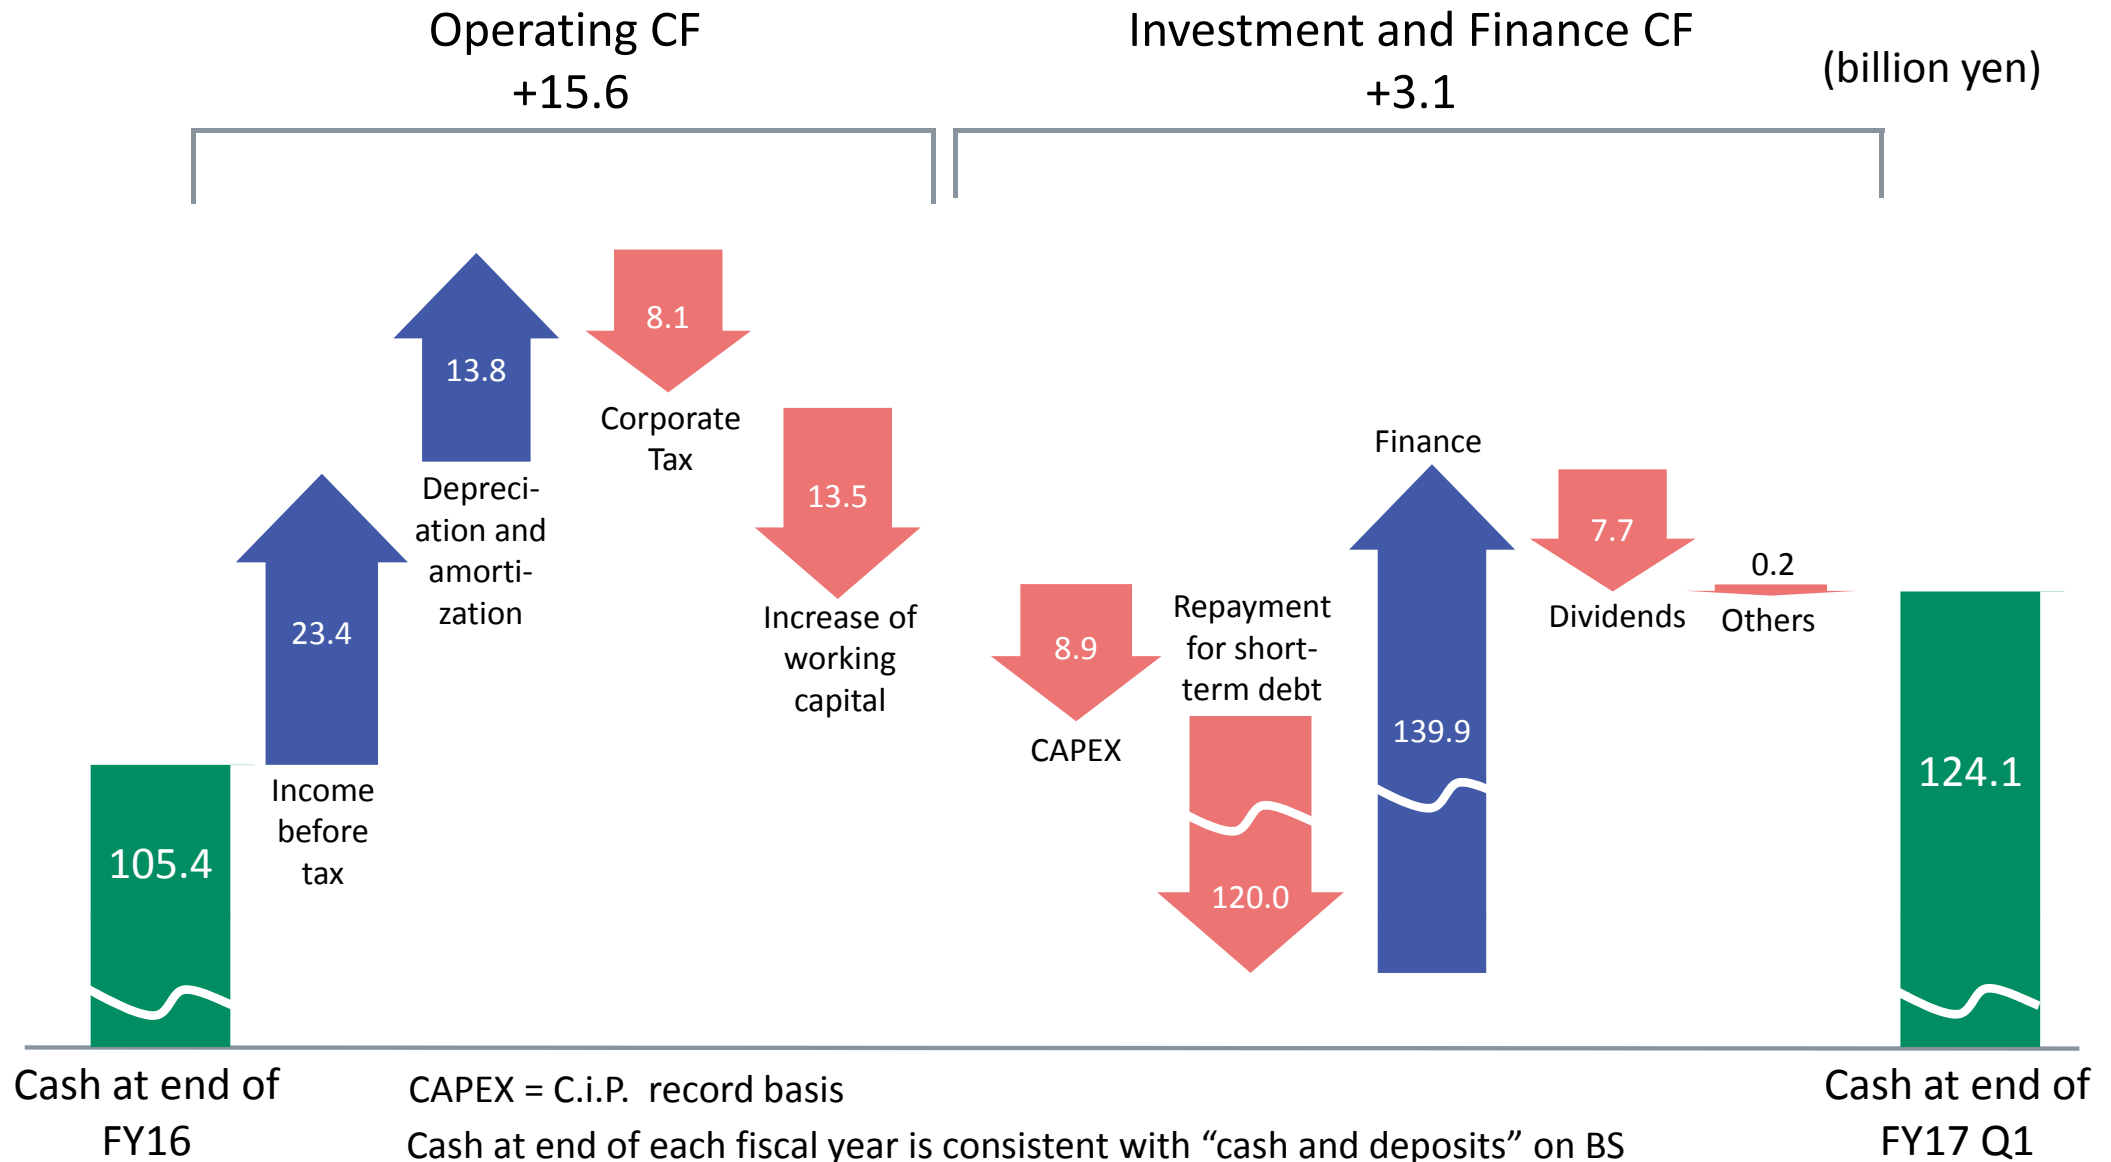 Operating CF
+15.6
Investment and Finance CF
+3.1
(billion yen)
105.4
23.4
Income
before
tax
13.8
Depreci-
ation and
amorti-
zation
8.1
Corporate
Tax
13.5
Increase of
working
capital
8.9
CAPEX
Repayment
for short-
term debt
120.0
Finance
139.9
7.7
Dividends
0.2
Others
124.1
Cash at end of
FY16
CAPEX = C.i.P. record basis
Cash at end of each fiscal year is consistent with “cash and deposits” on BS
Cash at end of
FY17 Q1